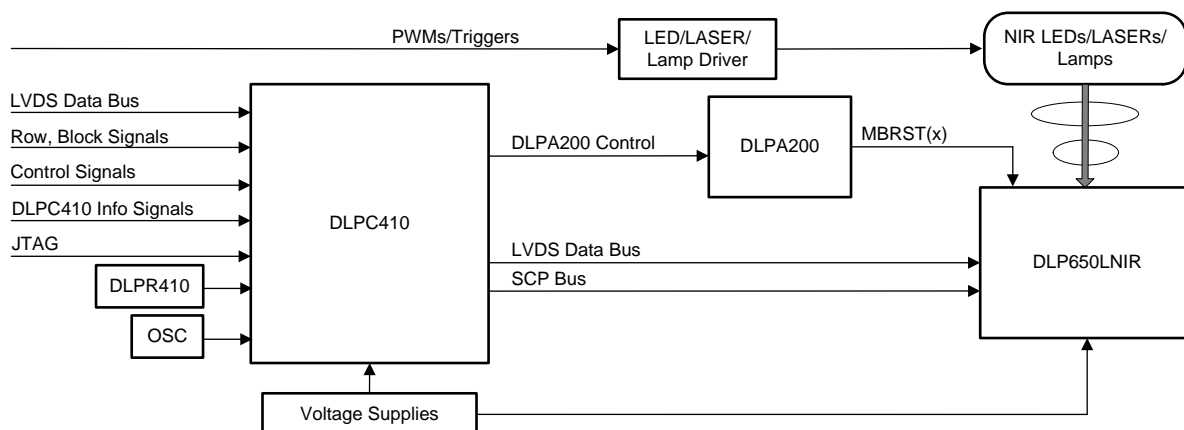 PWMs/Triggers
LED/LASER/
Lamp Driver
NIR LEDs/LASERs/
Lamps
LVDS Data Bus
Row, Block Signals
Control Signals
DLPC410 Info Signals
JTAG
DLPR410
OSC
DLPC410
DLPA200 Control
DLPA200
MBRST(x)
LVDS Data Bus
SCP Bus
DLP650LNIR
Voltage Supplies